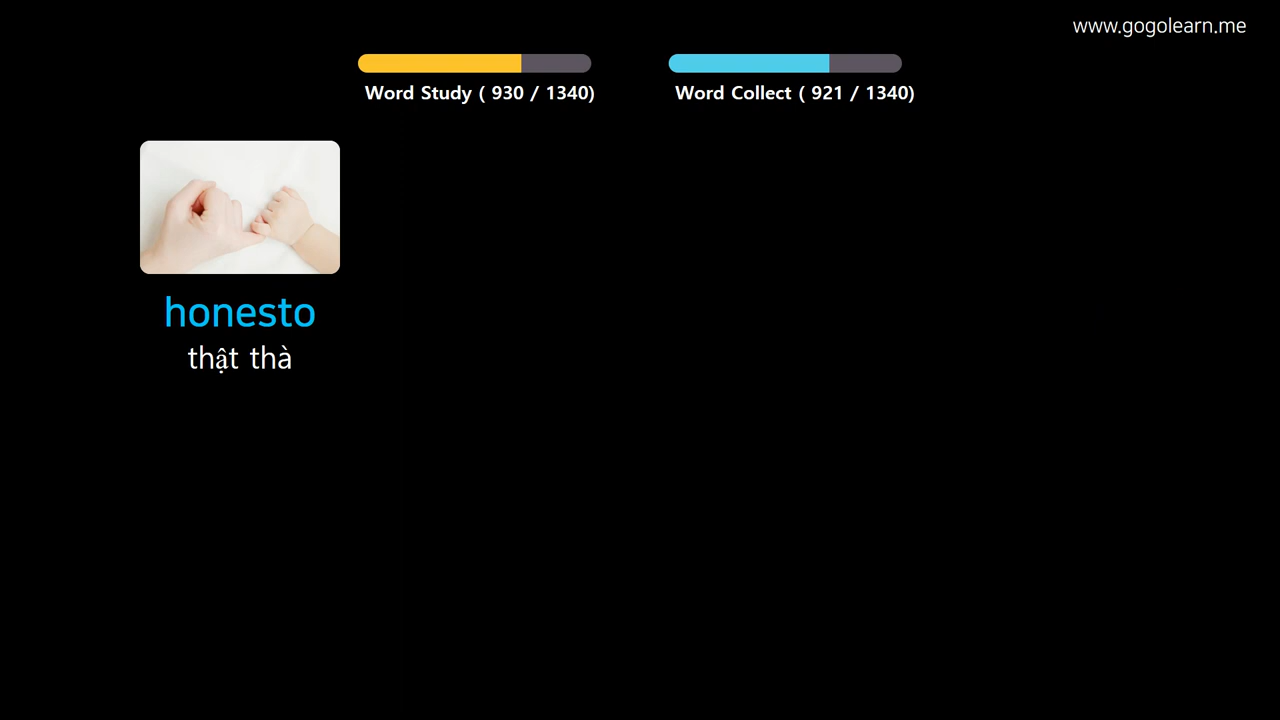 www.gogolearn.me
Word Study ( 930 / 1340)
Word Collect ( 921 / 1340)
honesto
thật thà